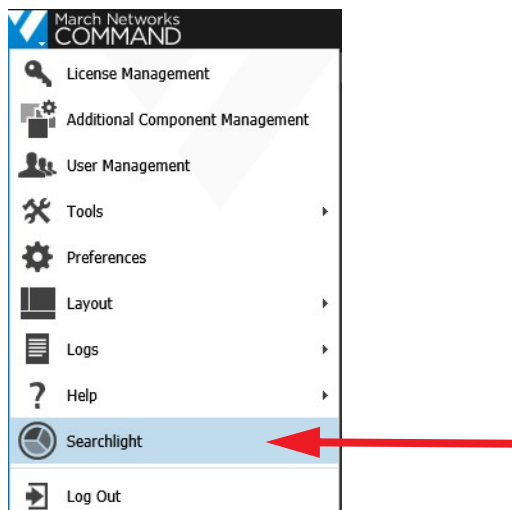 March Networks
COMMAND
License Management
Additional Component Management
User Management
Tools
Preferences
Layout
Logs
Help
Searchlight
Log Out